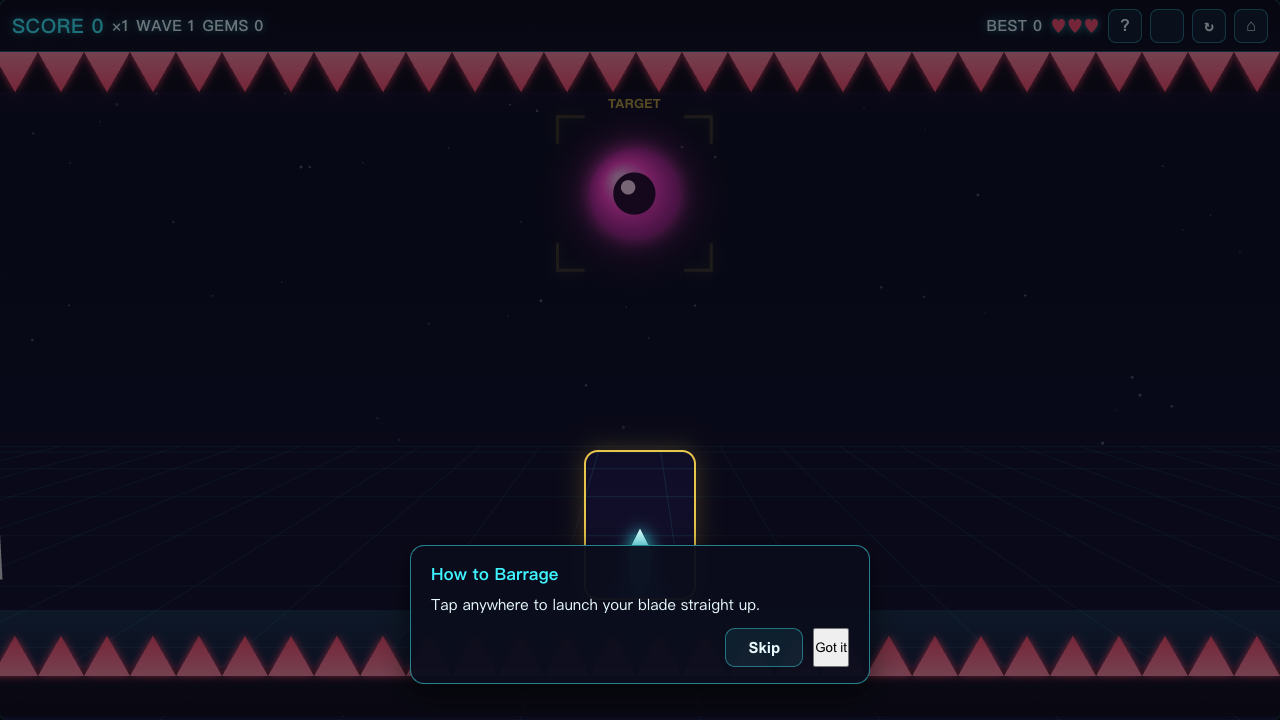 SCORE 0 ×1 WAVE 1 GEMS 0
BEST 0 ?
TARGET
How to Barrage
Tap anywhere to launch your blade straight up.
Skip
Got it